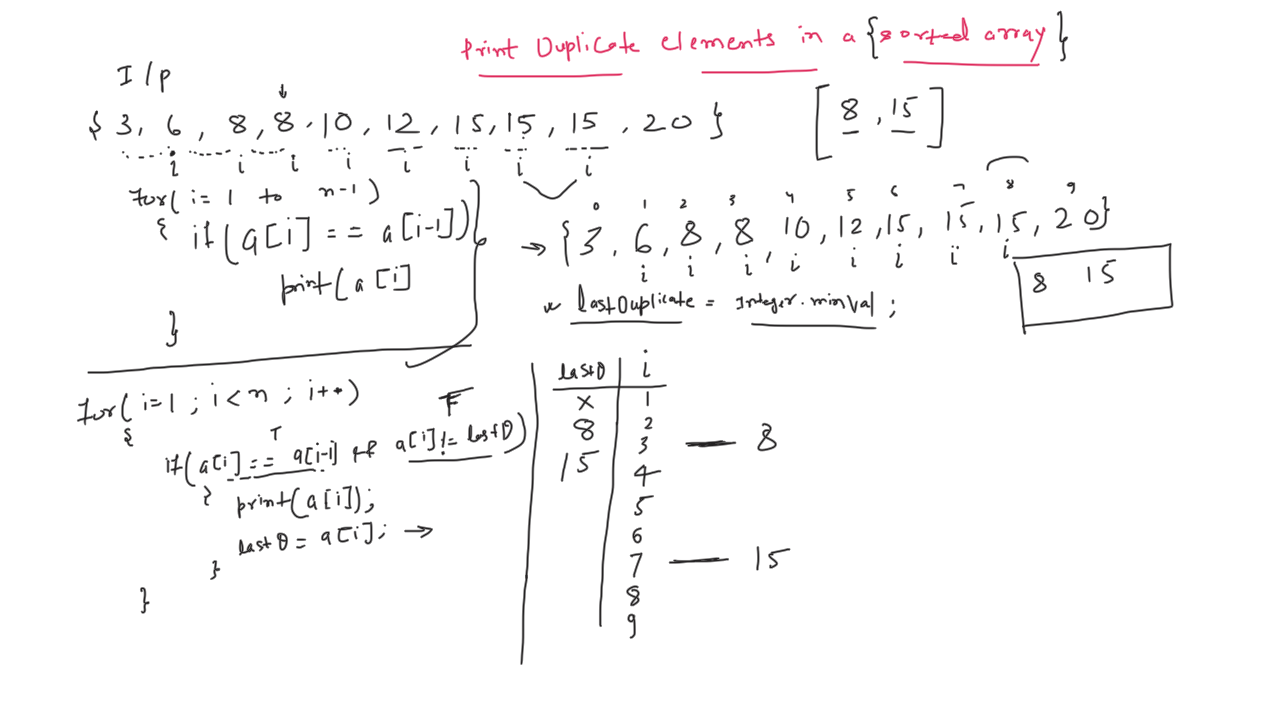 Print Duplicate elements in a {sorted array}
I/p
{ 3, 6, 8, 8, 10, 12, 15, 15, 15, 20 }
[8, 15]
i i i i i i i i
for(i= 1 to n-1)
{ if(a[i] == a[i-1])
print(a[i]
}
0 1 2 3 4 5 6 7 8 9
→ {3, 6, 8, 8, 10, 12, 15, 15, 15, 20}
i i i i i i i i
8 15
lastDuplicate = Integer.minVal;
for(i=1; i<n; i++)
{
T F
if(a[i] == a[i-1] && a[i] != lastD)
{ print(a[i]);
lastD = a[i]; →
}
}
lastD i
x 1
8 2
3 — 8
15 4
5
6
7 — 15
8
9